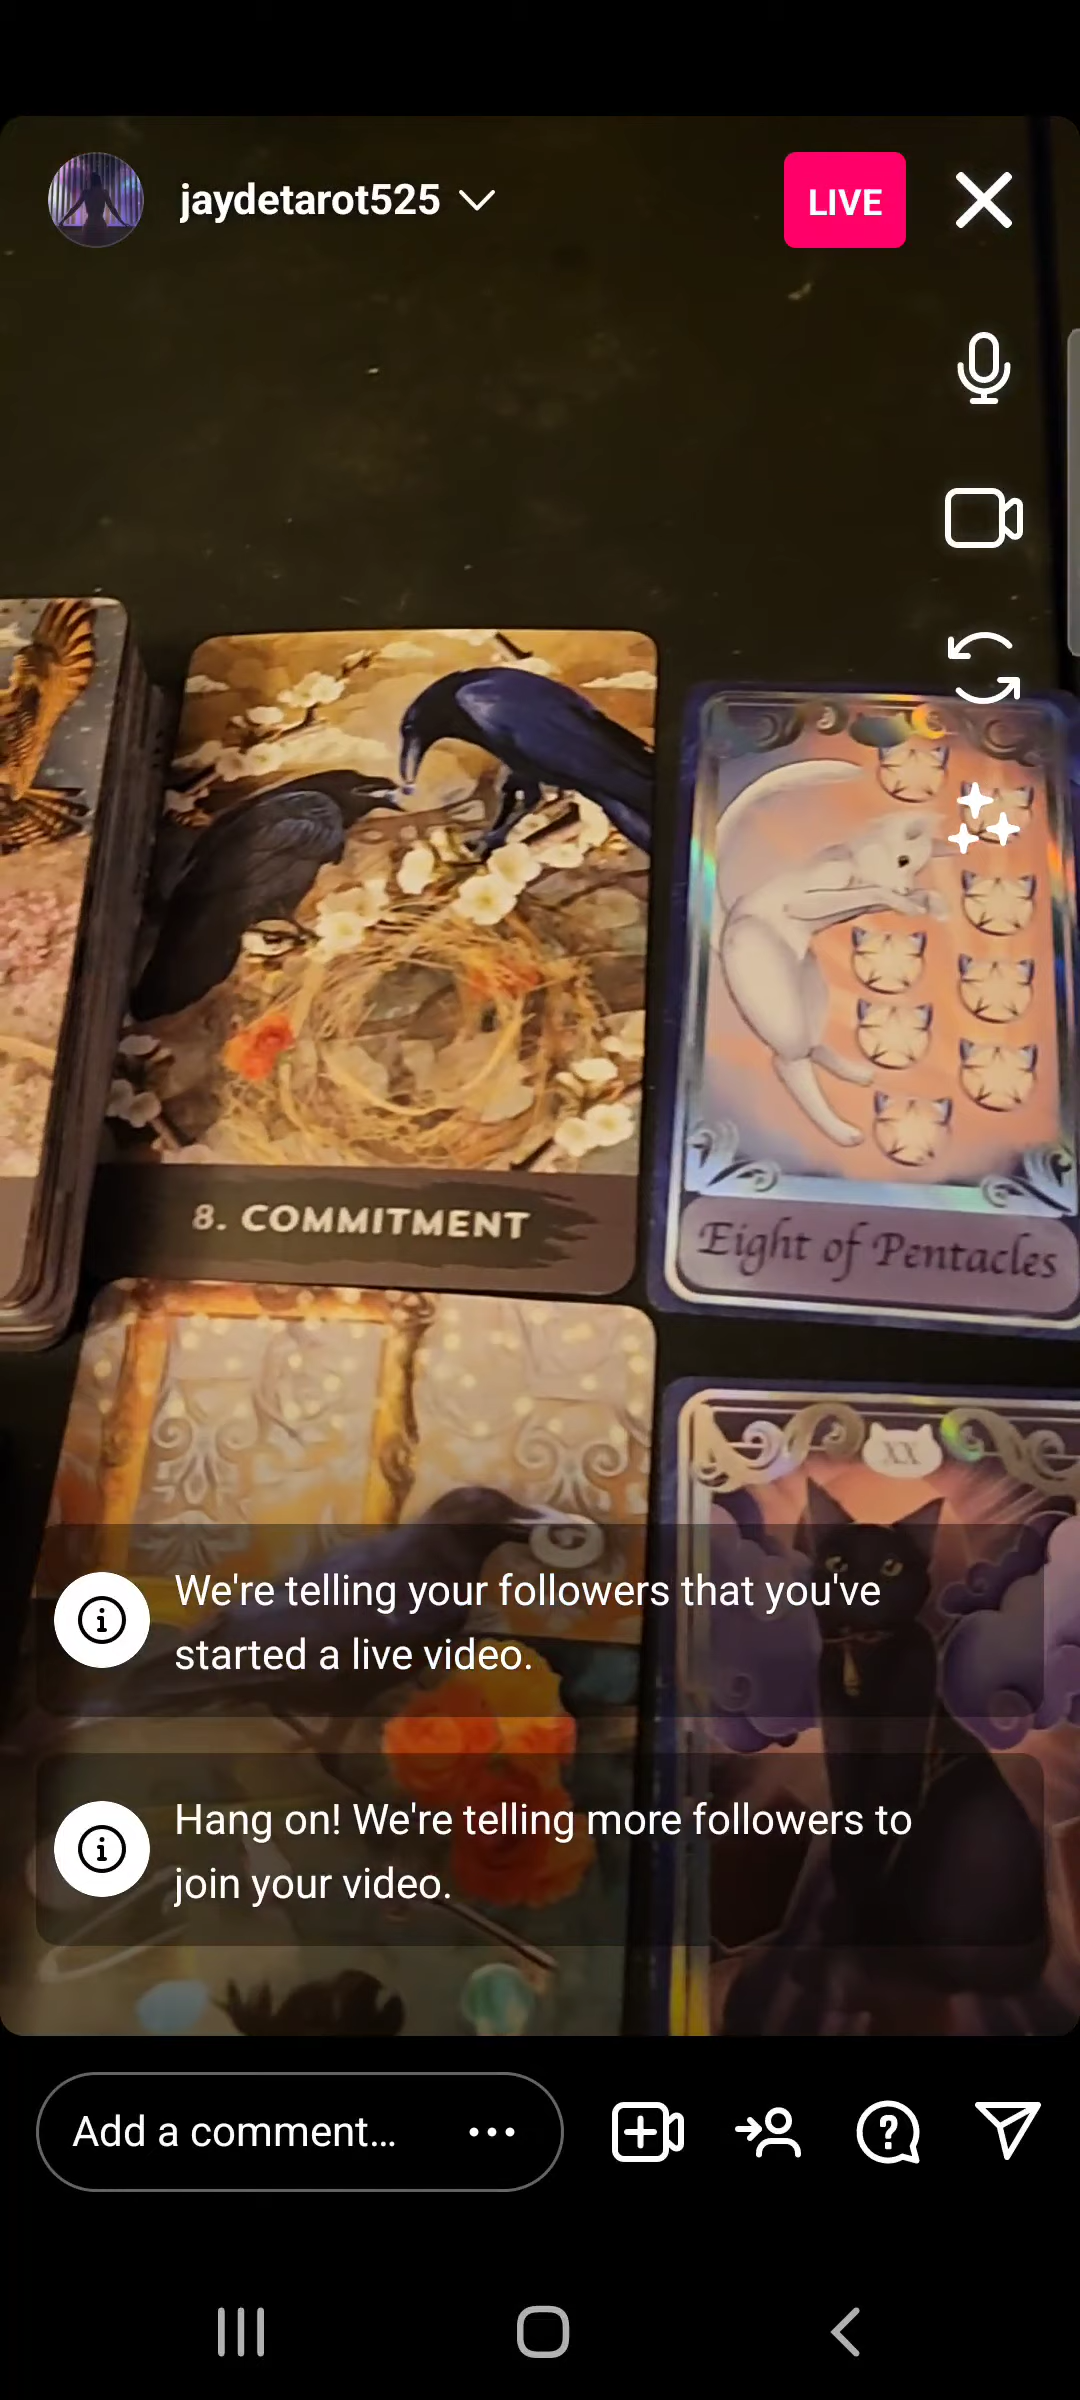 jaydetarot525
LIVE
8. COMMITMENT
Eight of Pentacles
XX
We're telling your followers that you've
started a live video.
Hang on! We're telling more followers to
join your video.
Add a comment...